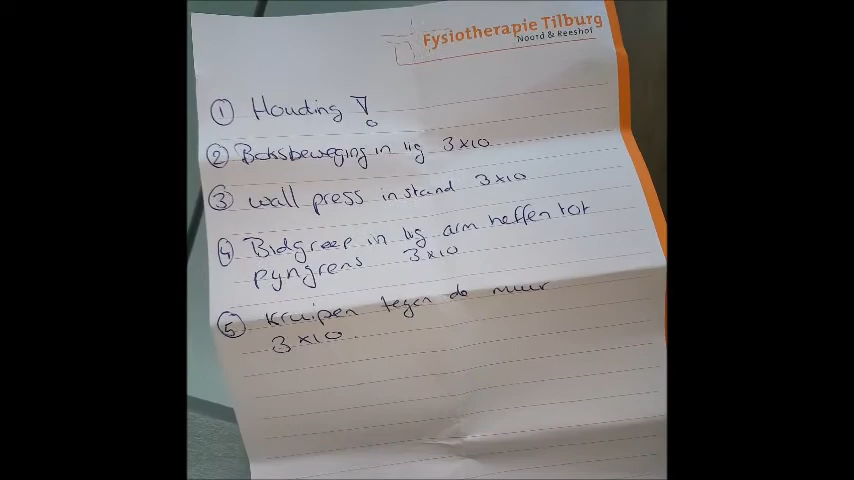 Fysiotherapie Tilburg
Noord & Reeshof
① Houding
② Boksbeweging in lig 3x10
③ wall press in stand 3x10
④ Bidgreep in lig arm heffen tot
pijngrens 3x10
⑤ Kruipen tegen de muur
3x10